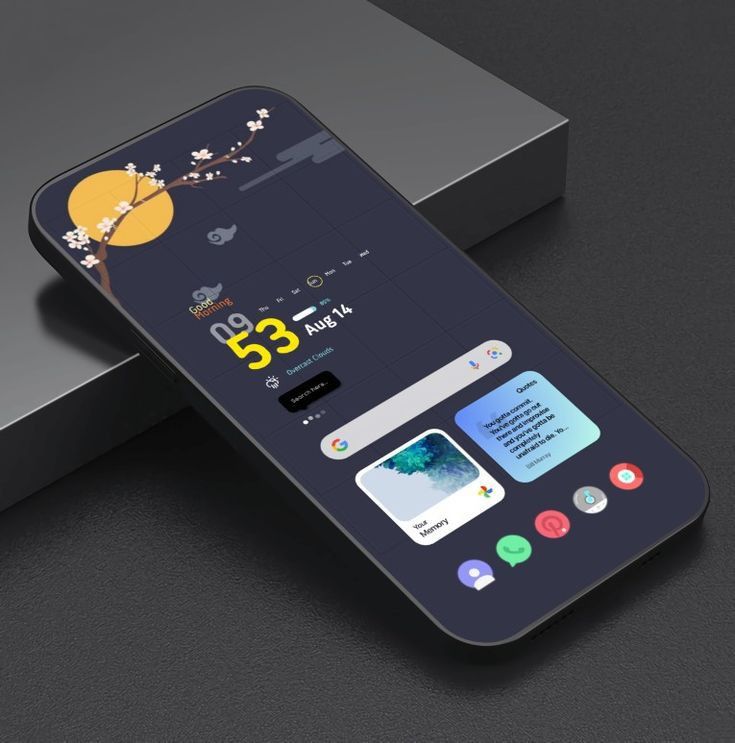 Good
Morning
Thu Fri Sat Sun Mon Tue Wed
09
53
85%
Aug 14
Overcast Clouds
Search here..
Quotes
You gotta commit.
You've gotta go out
there and improvise
and you've gotta be
completely
unafraid to die. Yo...
Bill Murray
Your
Memory